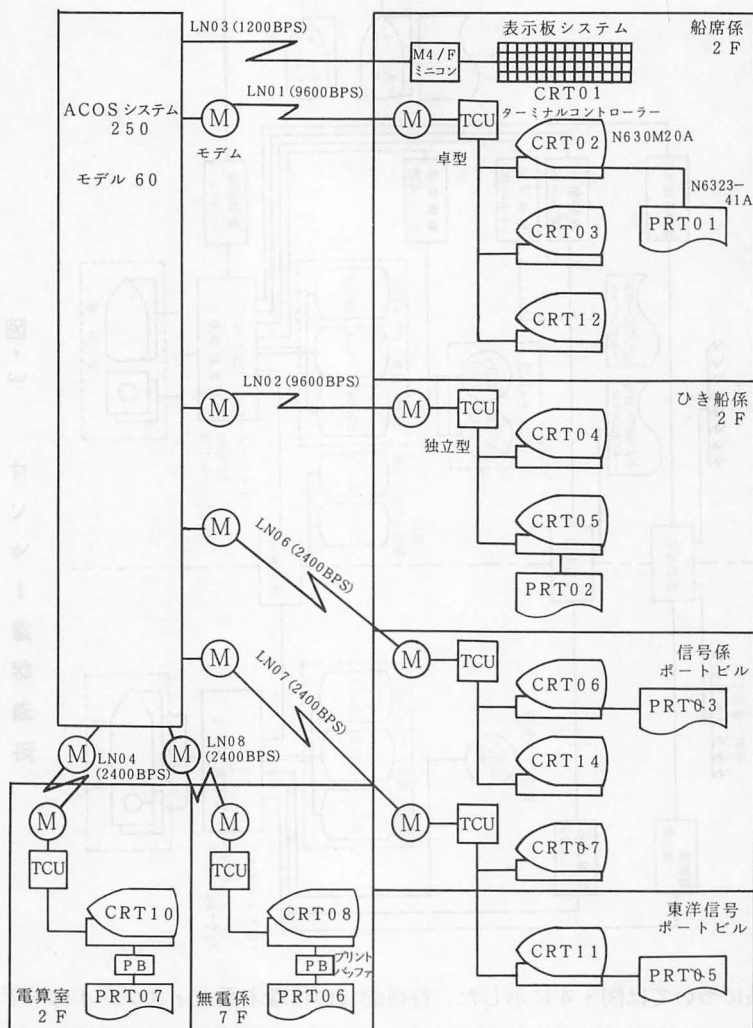 LN03(1200BPS)
表示板システム
船席係
2F
M4/F
ミニコン
CRT01
LN01(9600BPS)
ACOSシステム
250
モデル 60
M
モデム
M
TCU
ターミナルコントローラー
卓型
CRT02
N630M20A
N6323-
41A
PRT01
CRT03
CRT12
LN02(9600BPS)
M
M
TCU
独立型
ひき船係
2F
CRT04
CRT05
PRT02
M
LN06(2400BPS)
M
TCU
信号係
ポートビル
CRT06
PRT03
CRT14
M
LN07(2400BPS)
M
TCU
CRT07
東洋信号
ポートビル
CRT11
PRT05
M
LN04
(2400BPS)
M
LN08
(2400BPS)
M
TCU
CRT10
PB
PRT07
電算室
2F
M
TCU
CRT08
PB
プリント
バッファ
PRT06
無電係
7F
図・3